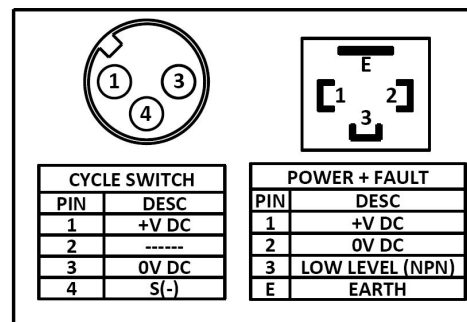 1 3
4
E
1 2
3
CYCLE SWITCH
PIN DESC
1 +V DC
2 ------
3 0V DC
4 S(-)
POWER + FAULT
PIN DESC
1 +V DC
2 0V DC
3 LOW LEVEL (NPN)
E EARTH